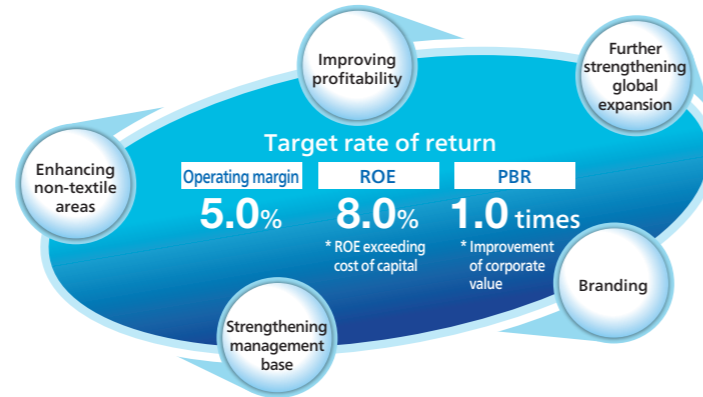 Improving
profitability
Further
strengthening
global
expansion
Enhancing
non-textile
areas
Target rate of return
Operating margin
5.0%
ROE
8.0%
* ROE exceeding
cost of capital
PBR
1.0 times
* Improvement
of corporate
value
Branding
Strengthening
management
base